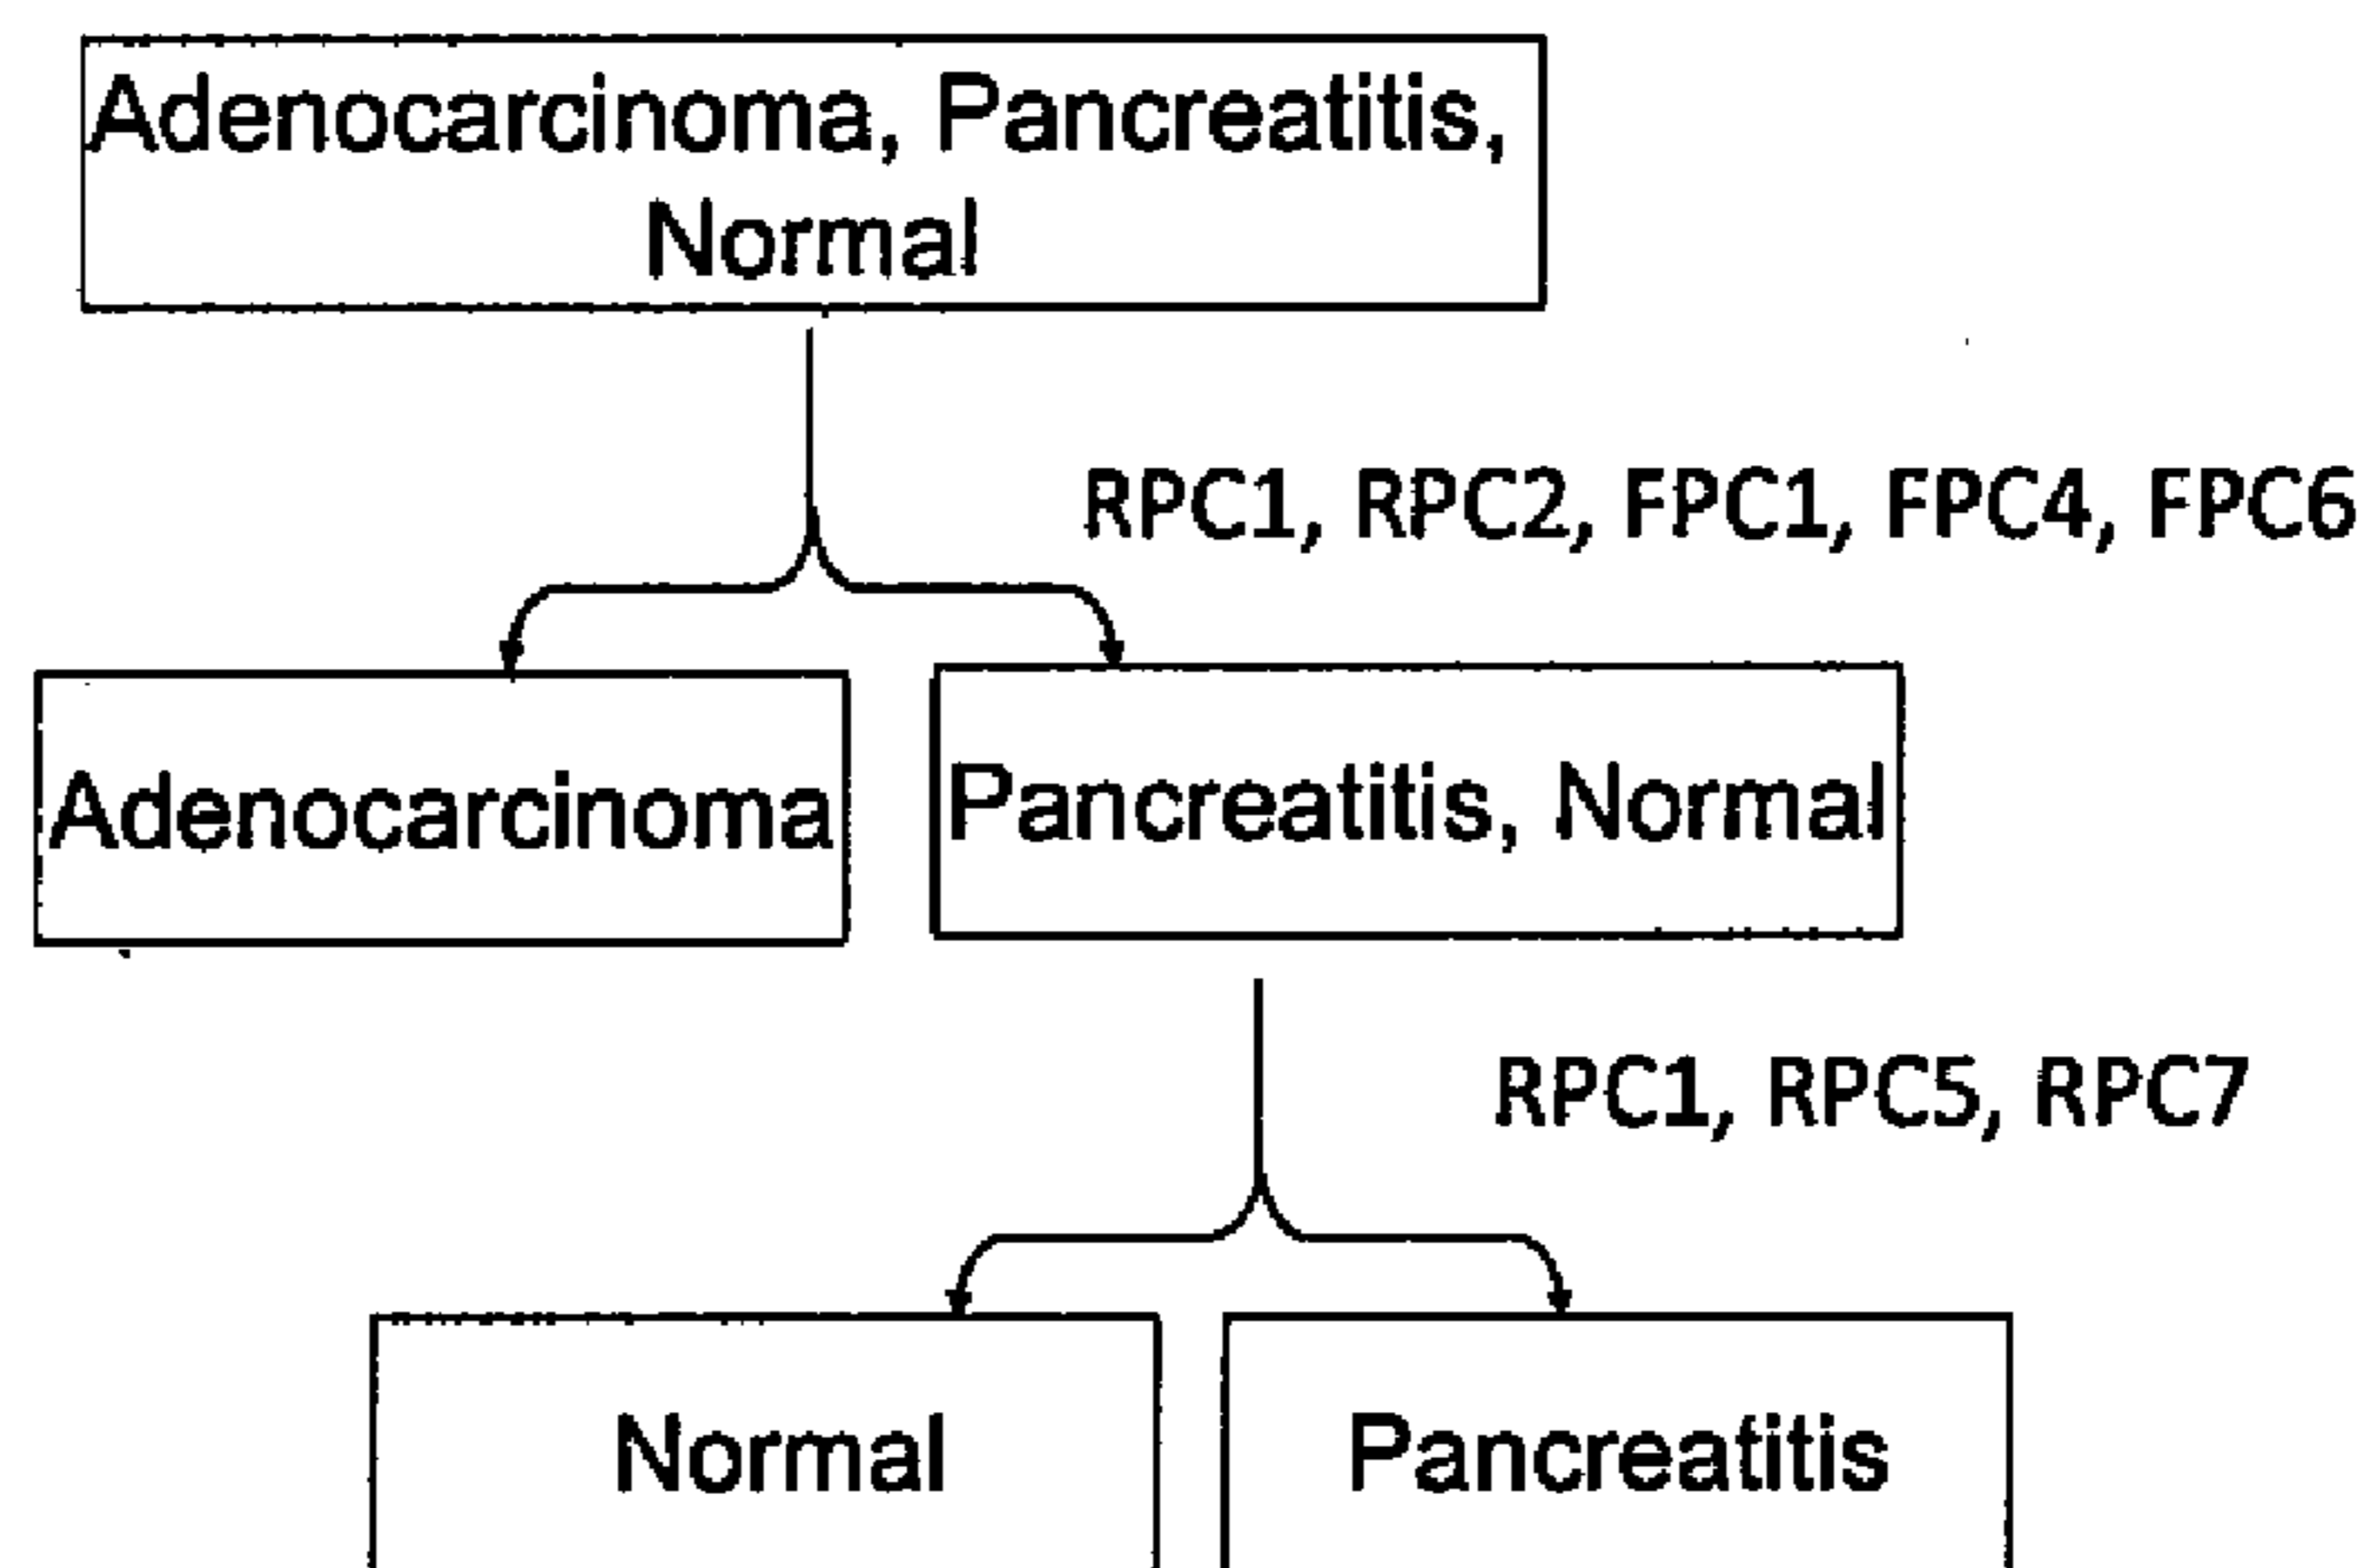 Adenocarcinoma, Pancreatitis,
Normal
RPC1, RPC2, FPC1, FPC4, FPC6
Adenocarcinoma
Pancreatitis, Normal
RPC1, RPC5, RPC7
Normal
Pancreatitis